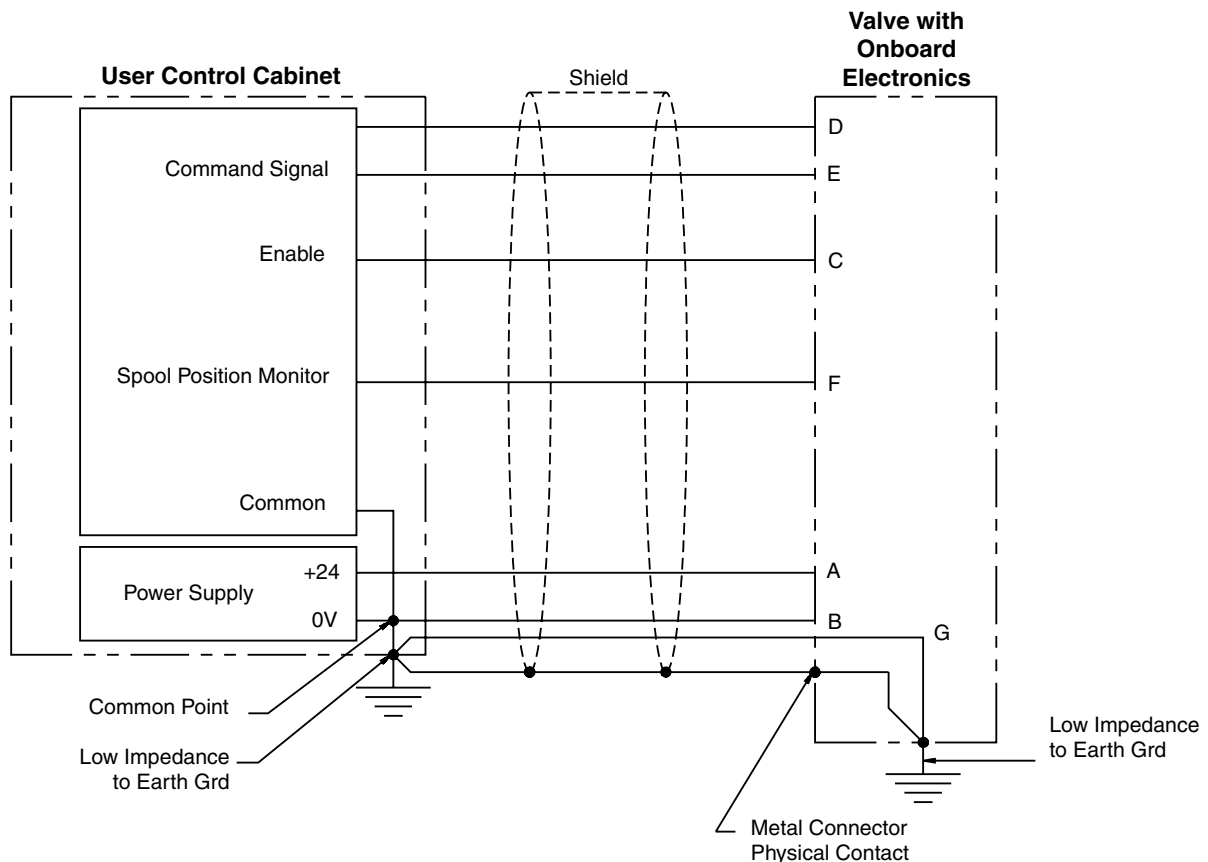 Valve with
Onboard
Electronics
User Control Cabinet
Shield
D
Command Signal
E
Enable
C
Spool Position Monitor
F
Common
+24
A
Power Supply
0V
B
G
Common Point
Low Impedance
to Earth Grd
Low Impedance
to Earth Grd
Metal Connector
Physical Contact